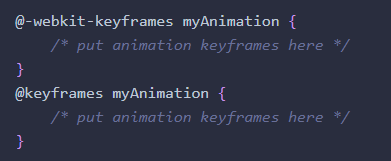 @-webkit-keyframes myAnimation {
    /* put animation keyframes here */
}
@keyframes myAnimation {
    /* put animation keyframes here */
}